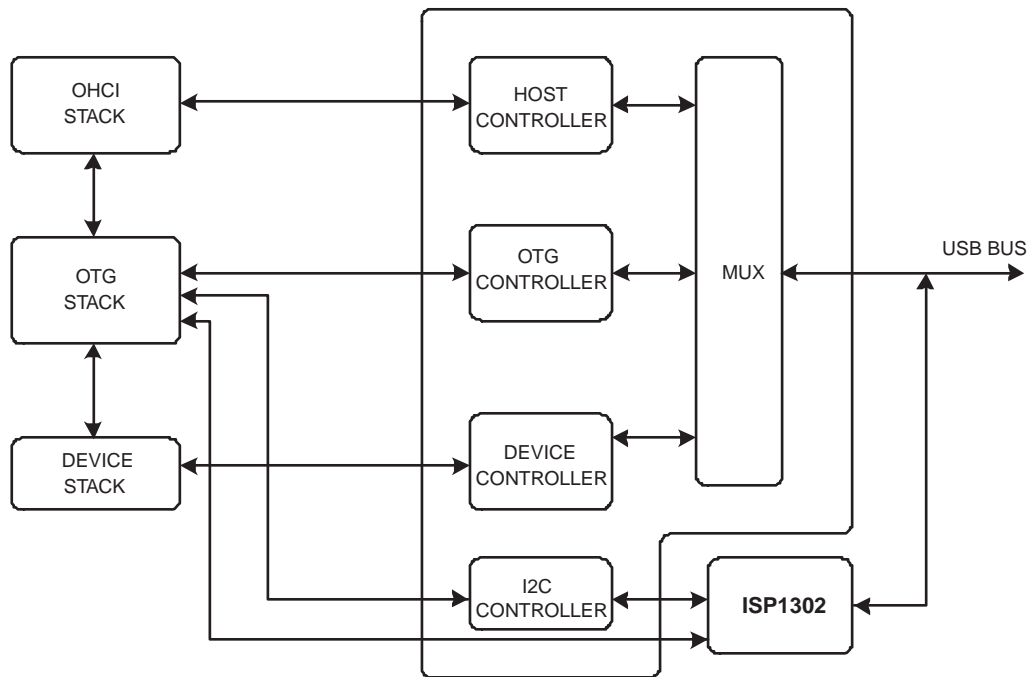 OHCI
STACK
HOST
CONTROLLER
OTG
STACK
OTG
CONTROLLER
MUX
USB BUS
DEVICE
STACK
DEVICE
CONTROLLER
I2C
CONTROLLER
ISP1302